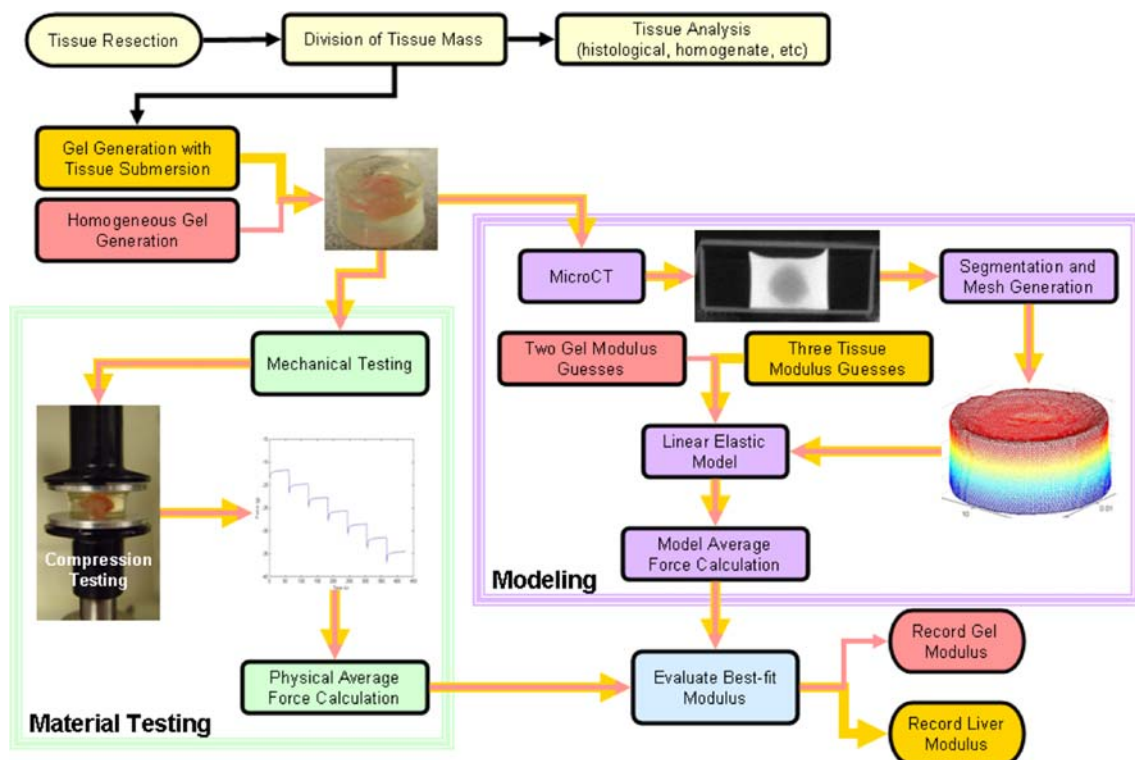 Tissue Resection
Division of Tissue Mass
Tissue Analysis
(histological, homogenate, etc)
Gel Generation with
Tissue Submersion
Homogeneous Gel
Generation
MicroCT
Segmentation and
Mesh Generation
Two Gel Modulus
Guesses
Three Tissue
Modulus Guesses
Mechanical Testing
Linear Elastic
Model
10
0.01
Compression
Testing
Model Average
Force Calculation
Modeling
Record Gel
Modulus
Physical Average
Force Calculation
Evaluate Best-fit
Modulus
Material Testing
Record Liver
Modulus